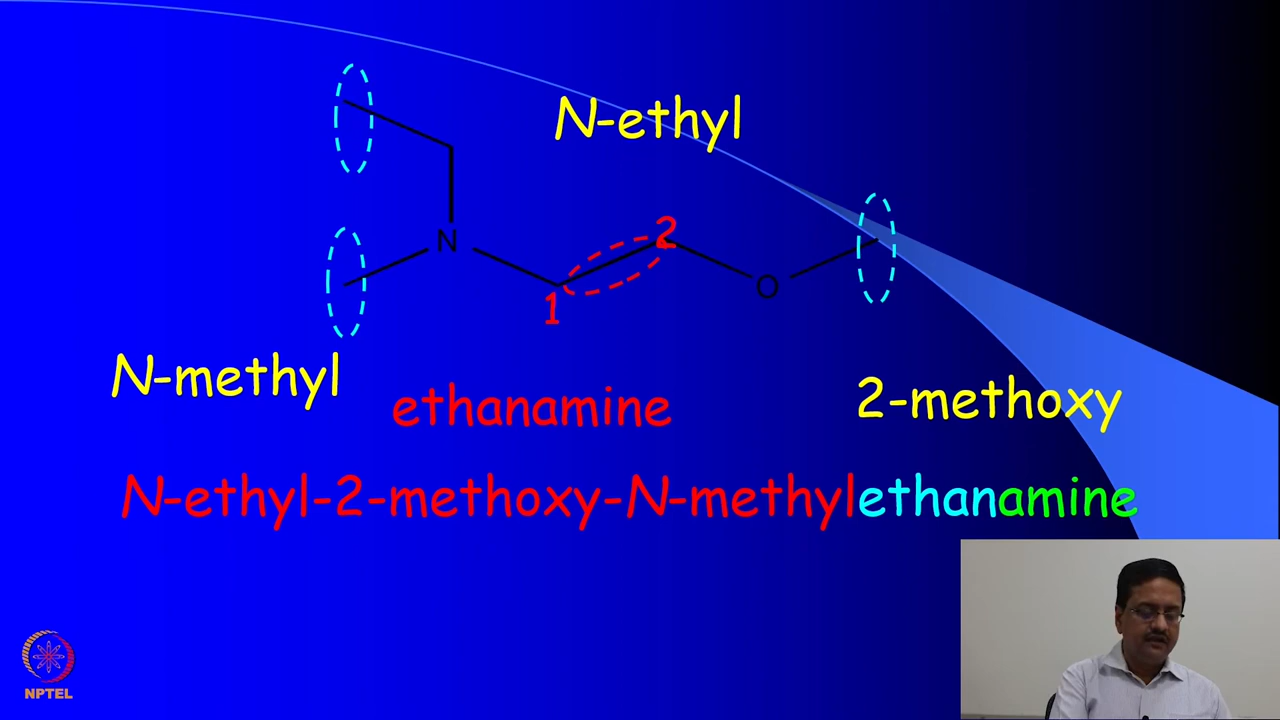 N-ethyl
N
2
O
1
N-methyl
ethanamine
2-methoxy
N-ethyl-2-methoxy-N-methylethanamine
NPTEL